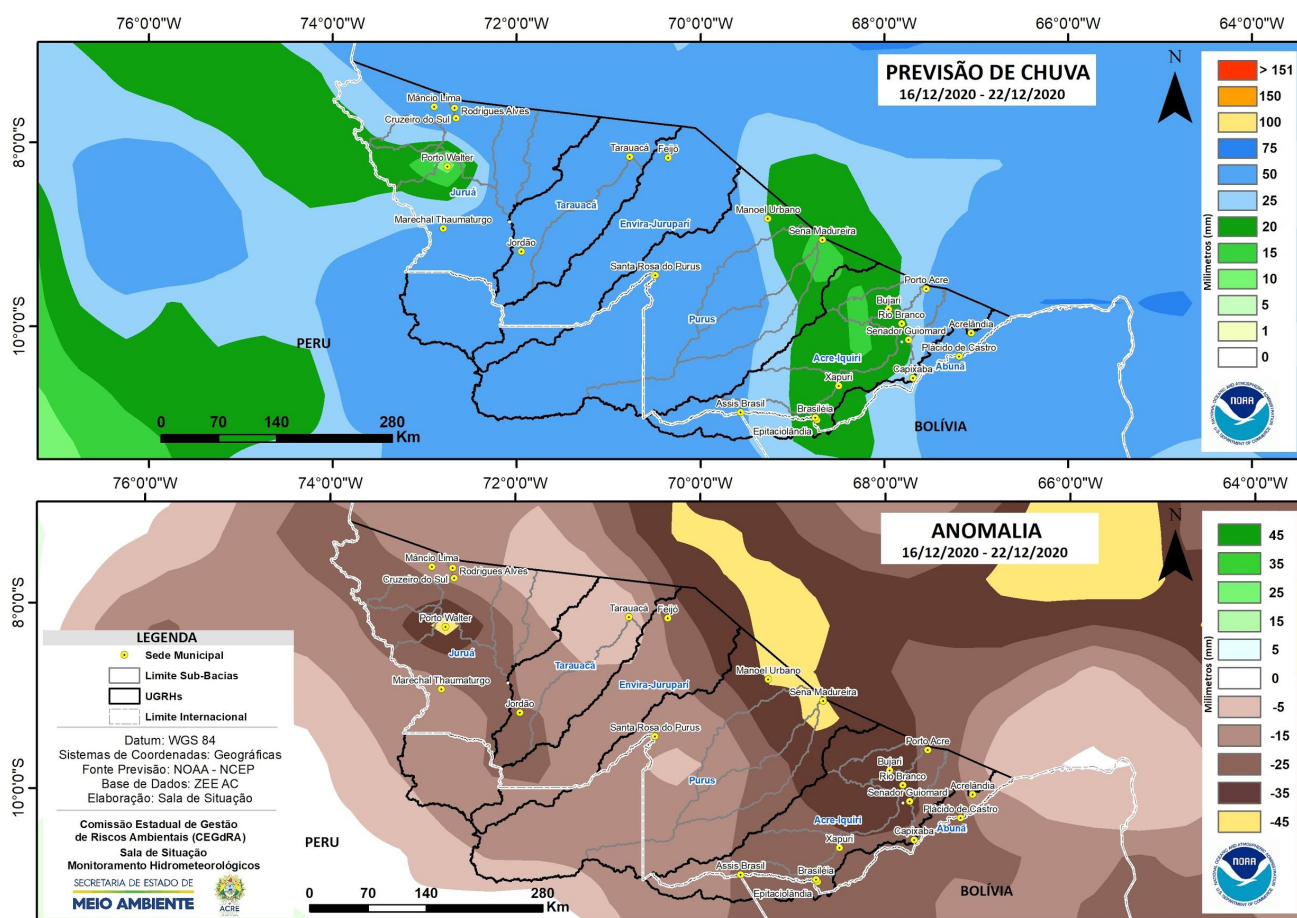 76°0'0"W 74°0'0"W 72°0'0"W 70°0'0"W 68°0'0"W 66°0'0"W 64°0'0"W
PREVISÃO DE CHUVA
16/12/2020 - 22/12/2020
N
> 151
150
100
75
50
25
20
15
10
5
1
0
Milimetros (mm)
8°0'0"S
10°0'0"S
Mâncio Lima
Rodrigues Alves
Cruzeiro do Sul
Porto Walter
Juruá
Marechal Thaumaturgo
Jordão
Tarauacá
Feijó
Tarauacá
Envira-Jurupari
Santa Rosa do Purus
Manoel Urbano
Sena Madureira
Purus
Porto Acre
Bujari
Rio Branco
Senador Guiomard
Acrelândia
Plácido de Castro
Acre-Iquiri
Abunã
Capixaba
Xapuri
Assis Brasil
Brasiléia
Epitaciolândia
PERU
BOLÍVIA
0 70 140 280
Km
NOAA
76°0'0"W 74°0'0"W 72°0'0"W 70°0'0"W 68°0'0"W 66°0'0"W 64°0'0"W
ANOMALIA
16/12/2020 - 22/12/2020
N
45
35
25
15
5
0
-5
-15
-25
-35
-45
Milimetros (mm)
8°0'0"S
10°0'0"S
Mâncio Lima
Rodrigues Alves
Cruzeiro do Sul
Porto Walter
Juruá
Marechal Thaumaturgo
Jordão
Tarauacá
Feijó
Tarauacá
Envira-Jurupari
Santa Rosa do Purus
Manoel Urbano
Sena Madureira
Purus
Porto Acre
Bujari
Rio Branco
Senador Guiomard
Acrelândia
Plácido de Castro
Acre-Iquiri
Abunã
Capixaba
Xapuri
Assis Brasil
Brasiléia
Epitaciolândia
PERU
BOLÍVIA
0 70 140 280
Km
NOAA
LEGENDA
Sede Municipal
Limite Sub-Bacias
UGRHs
Limite Internacional
Datum: WGS 84
Sistemas de Coordenadas: Geográficas
Fonte Previsão: NOAA - NCEP
Base de Dados: ZEE AC
Elaboração: Sala de Situação
Comissão Estadual de Gestão
de Riscos Ambientais (CEGdRA)
Sala de Situação
Monitoramento Hidrometeorológicos
SECRETARIA DE ESTADO DE
MEIO AMBIENTE
ACRE